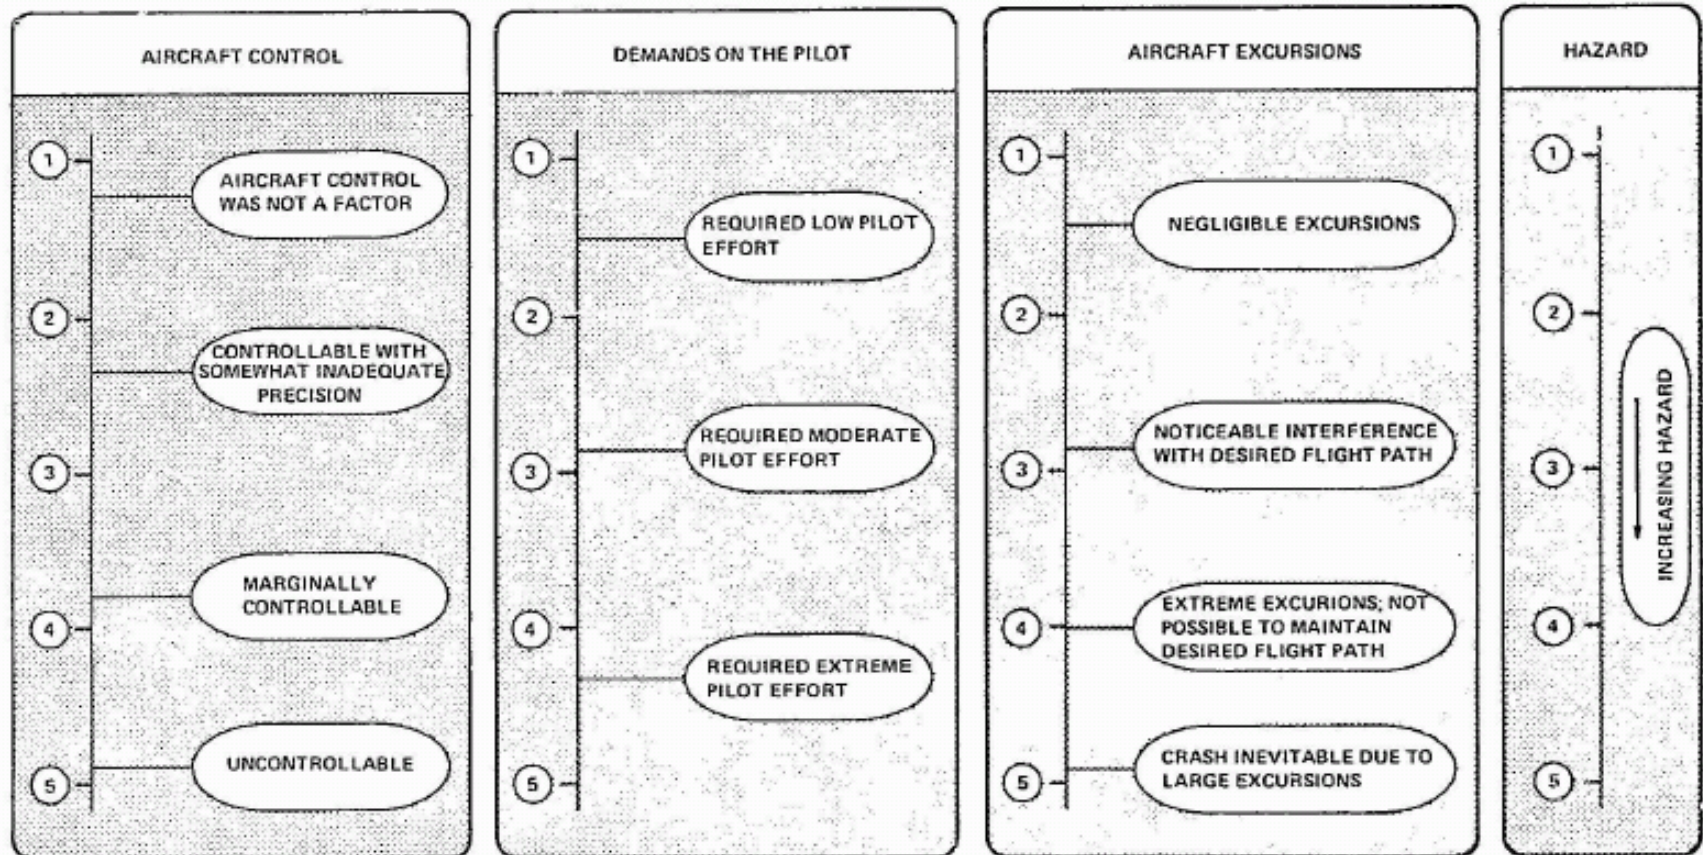 AIRCRAFT CONTROL
1
AIRCRAFT CONTROL
WAS NOT A FACTOR
2
CONTROLLABLE WITH
SOMEWHAT INADEQUATE
PRECISION
3
MARGINALLY
CONTROLLABLE
4
UNCONTROLLABLE
5
DEMANDS ON THE PILOT
1
REQUIRED LOW PILOT
EFFORT
2
REQUIRED MODERATE
PILOT EFFORT
3
4
REQUIRED EXTREME
PILOT EFFORT
5
AIRCRAFT EXCURSIONS
1
NEGLIGIBLE EXCURSIONS
2
NOTICEABLE INTERFERENCE
WITH DESIRED FLIGHT PATH
3
EXTREME EXCURIONS; NOT
4
POSSIBLE TO MAINTAIN
DESIRED FLIGHT PATH
CRASH INEVITABLE DUE TO
LARGE EXCURSIONS
5
HAZARD
1
2
3
INCREASING HAZARD
4
5